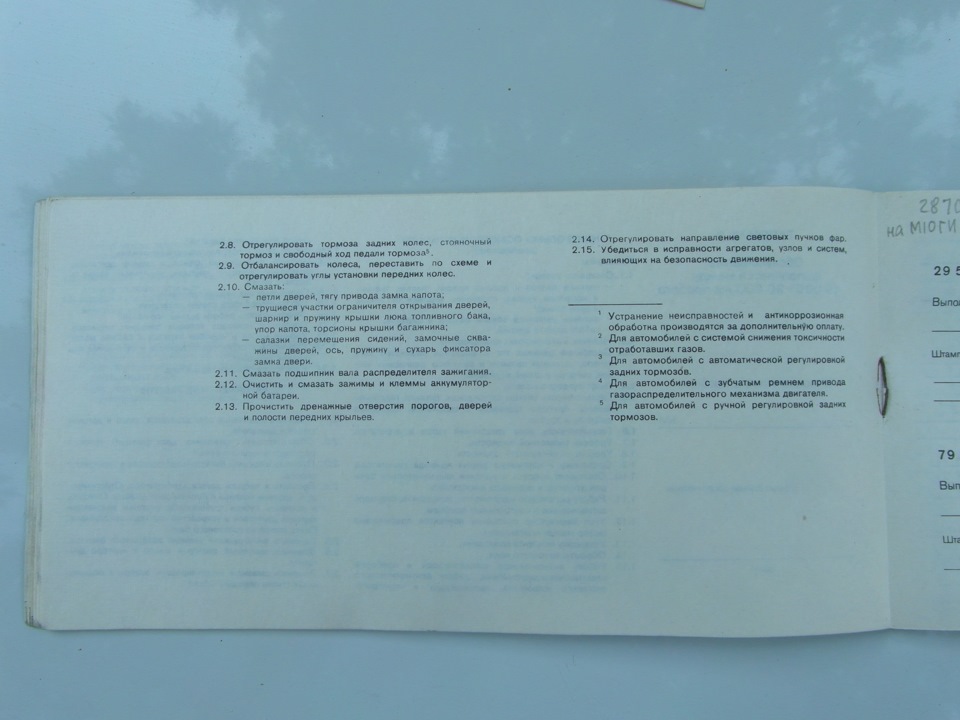 2.8. Отрегулировать тормоза задних колес, стояночный
тормоз и свободный ход педали тормоза⁵.
2.9. Отбалансировать колеса, переставить по схеме и
отрегулировать углы установки передних колес.
2.10. Смазать:
— петли дверей, тягу привода замка капота;
— трущиеся участки ограничителя открывания дверей,
шарнир и пружину крышки люка топливного бака,
упор капота, торсионы крышки багажника;
— салазки перемещения сидений, замочные сква-
жины дверей, ось, пружину и сухарь фиксатора
замка двери.
2.11. Смазать подшипник вала распределителя зажигания.
2.12. Очистить и смазать зажимы и клеммы аккумулятор-
ной батареи.
2.13. Прочистить дренажные отверстия порогов, дверей
и полости передних крыльев.
2.14. Отрегулировать направление световых пучков фар.
2.15. Убедиться в исправности агрегатов, узлов и систем,
влияющих на безопасность движения.
¹ Устранение неисправностей и антикоррозионная
обработка производятся за дополнительную оплату.
² Для автомобилей с системой снижения токсичности
отработавших газов.
³ Для автомобилей с автоматической регулировкой
задних тормозов.
⁴ Для автомобилей с зубчатым ремнем привода
газораспределительного механизма двигателя.
⁵ Для автомобилей с ручной регулировкой задних
тормозов.
2870
на МЮГИ
29 5
Выпол
Штамп
79
Вып
Шта